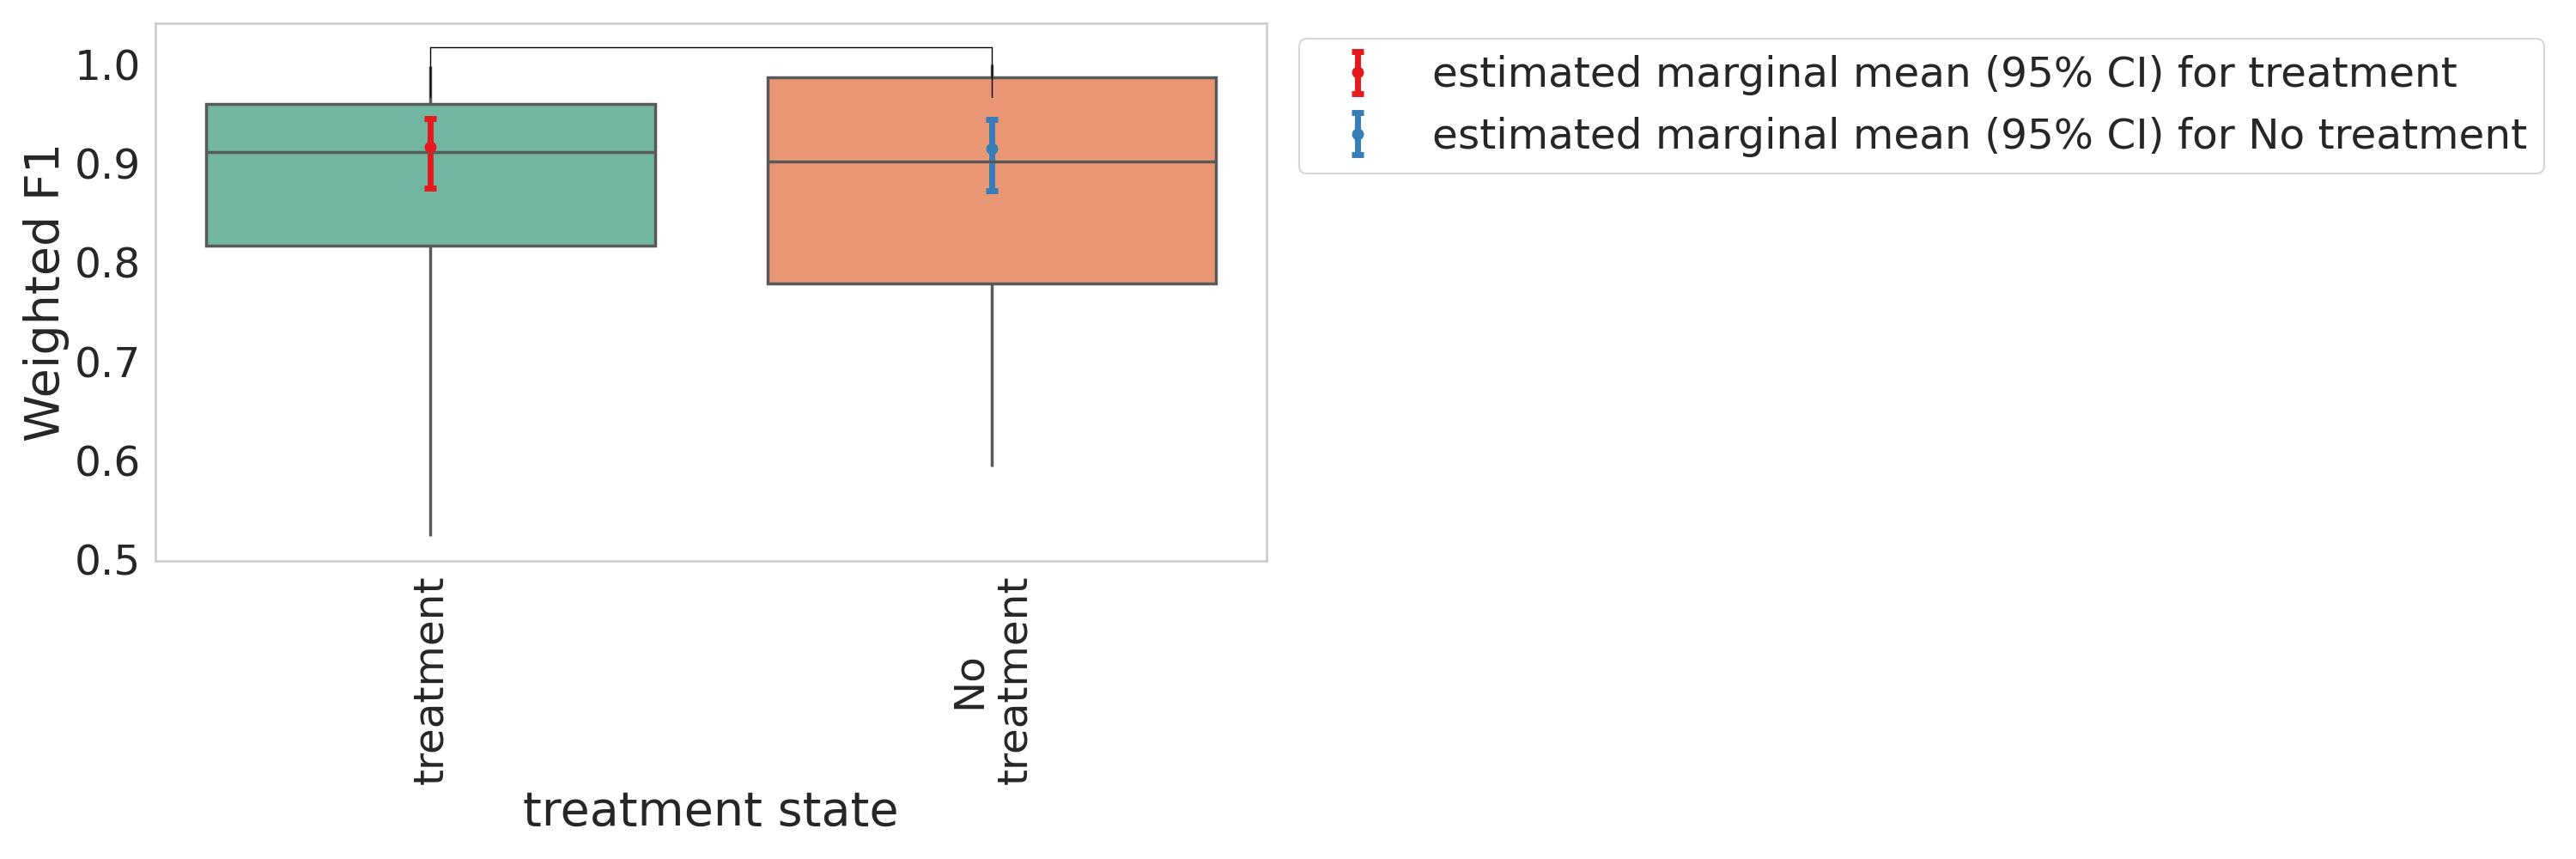 Weighted F1
1.0
0.9
0.8
0.7
0.6
0.5
treatment
No
treatment
treatment state
estimated marginal mean (95% CI) for treatment
estimated marginal mean (95% CI) for No treatment